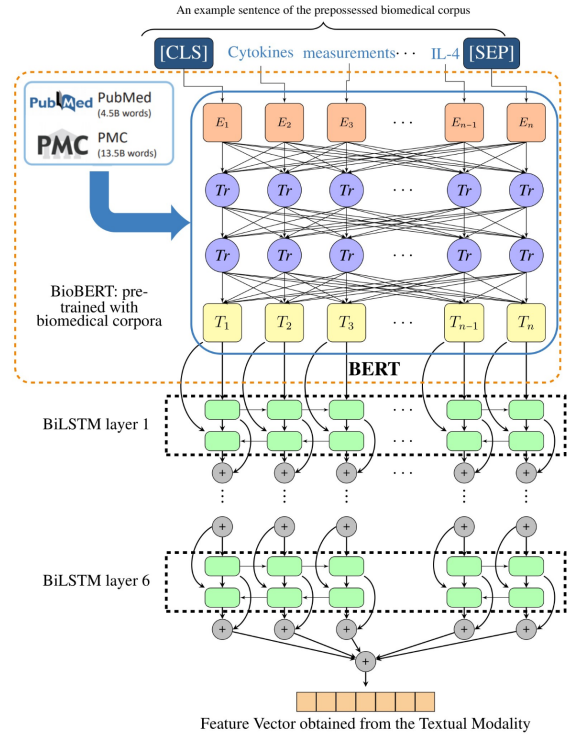 An example sentence of the prepossessed biomedical corpus
[CLS] Cytokines measurements · · · IL-4 [SEP]
PubMed PubMed
(4.5B words)
PMC PMC
(13.5B words)
E1 E2 E3 · · · En−1 En
Tr Tr Tr · · · Tr Tr
Tr Tr Tr · · · Tr Tr
BioBERT: pre-
trained with
biomedical corpora
T1 T2 T3 · · · Tn−1 Tn
BERT
BiLSTM layer 1
· · ·
· · ·
+ + + · · · + +
+ + + + +
BiLSTM layer 6
+ + + + +
+
Feature Vector obtained from the Textual Modality